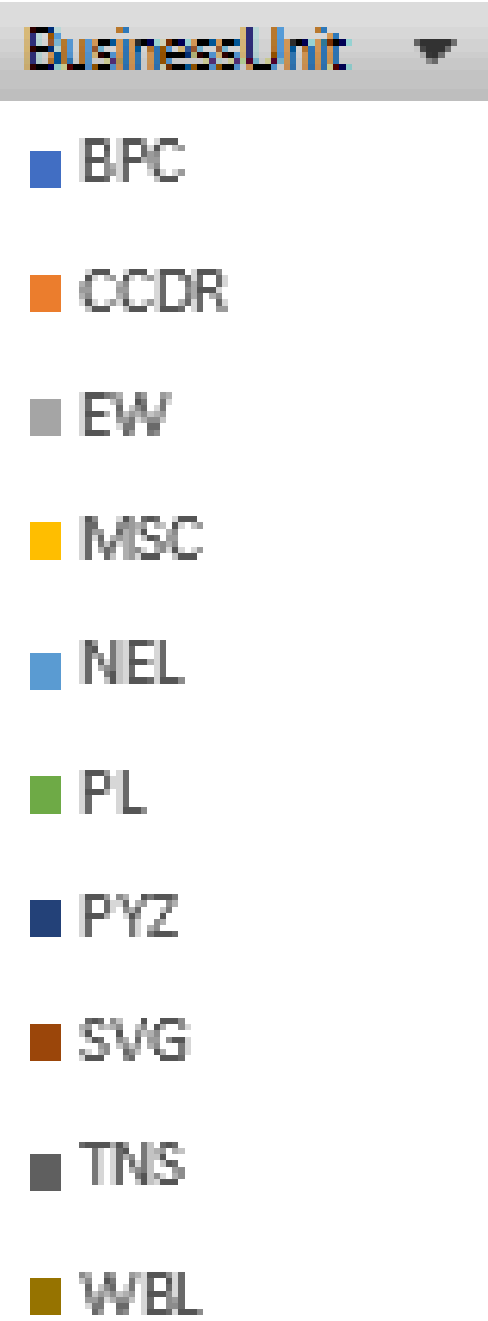 BusinessUnit
BPC
CCDR
EW
MSC
NEL
PL
PYZ
SVG
TNS
WBL